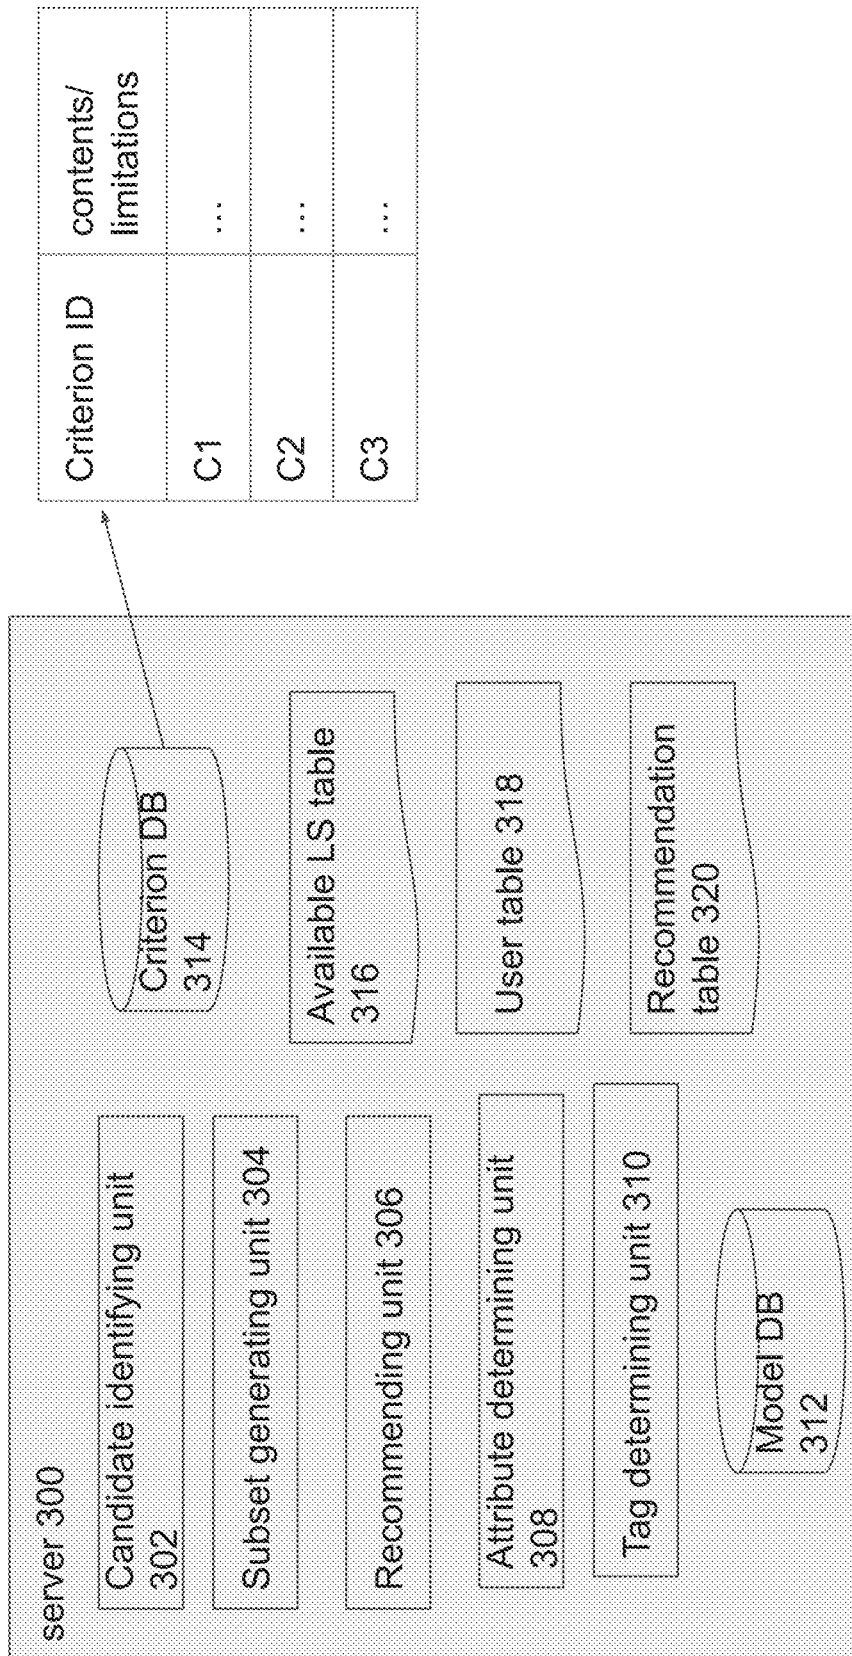 server 300
Candidate identifying unit
302
Subset generating unit 304
Recommending unit 306
Attribute determining unit
308
Tag determining unit 310
Model DB
312
Criterion DB
314
Available LS table
316
User table 318
Recommendation
table 320
Criterion ID
contents/
limitations
C1
...
C2
...
C3
...